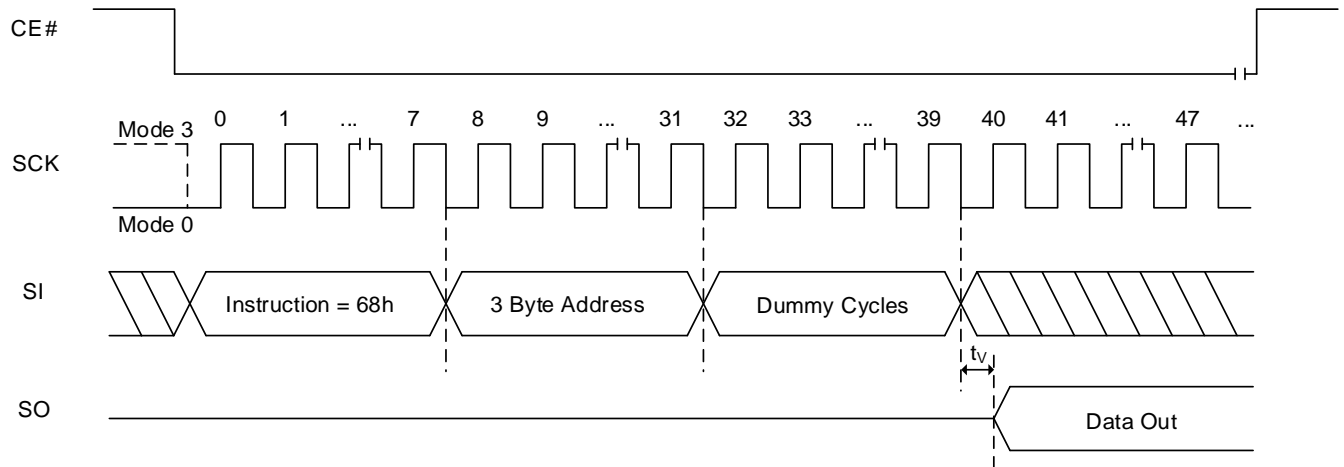 CE#
0 1 ... 7 8 9 ... 31 32 33 ... 39 40 41 ... 47 ...
Mode 3
SCK
Mode 0
SI
Instruction = 68h
3 Byte Address
Dummy Cycles
tV
SO
Data Out